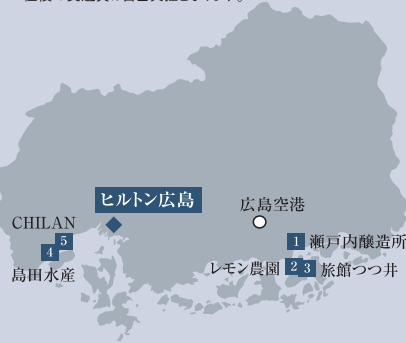 ヒルトン広島
広島空港
CHILAN
5
1 瀬戸内醸造所
4
島田水産
レモン農園 2 3 旅館つつ井